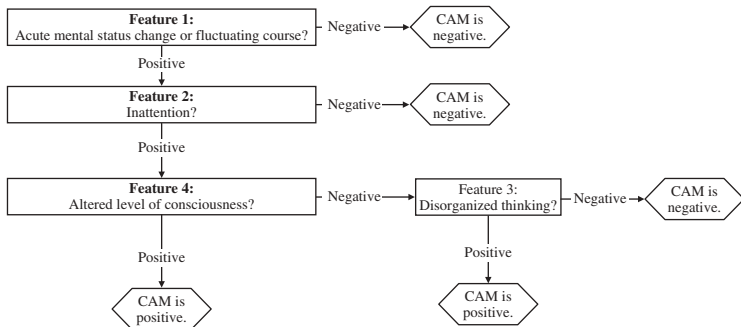 Feature 1:
Acute mental status change or fluctuating course?
Negative
CAM is
negative.
Positive
Feature 2:
Inattention?
Negative
CAM is
negative.
Positive
Feature 4:
Altered level of consciousness?
Negative
Feature 3:
Disorganized thinking?
Negative
CAM is
negative.
Positive
Positive
CAM is
positive.
CAM is
positive.